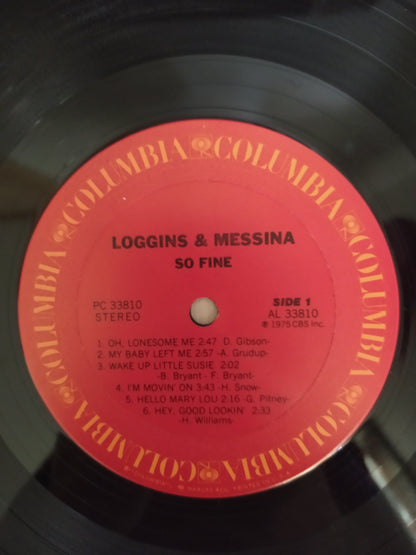 COLUMBIA COLUMBIA COLUMBIA COLUMBIA COLUMBIA COLUMBIA
LOGGINS & MESSINA
SO FINE
PC 33810
STEREO
SIDE 1
AL 33810
℗ 1975 CBS Inc.
1. OH, LONESOME ME 2:47 D. Gibson
2. MY BABY LEFT ME 2:57 -A. Grudup-
3. WAKE UP LITTLE SUSIE 2:02
-B. Bryant - F. Bryant-
4. I'M MOVIN' ON 3:43 -H. Snow-
5. HELLO MARY LOU 2:16 -G. Pitney-
6. HEY, GOOD LOOKIN' 2:33
-H. Williams-